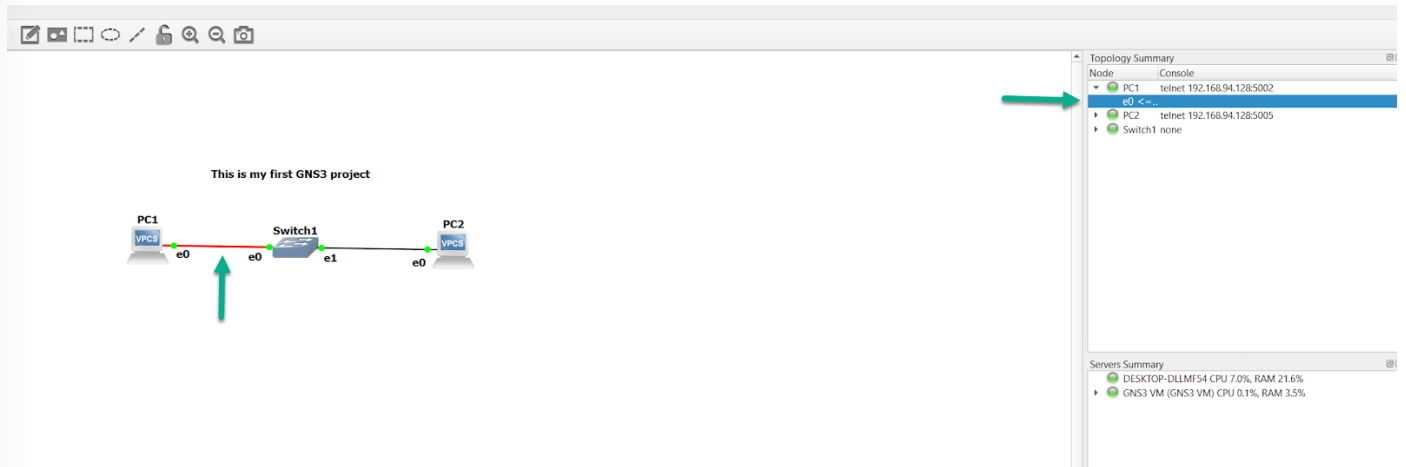 Topology Summary
Node Console
PC1 telnet 192.168.94.128:5002
e0 <=..
PC2 telnet 192.168.94.128:5005
Switch1 none
This is my first GNS3 project
PC1
VPCS
e0
Switch1
e0
e1
PC2
VPCS
e0
Servers Summary
DESKTOP-DLLMF54 CPU 7.0%, RAM 21.6%
GNS3 VM (GNS3 VM) CPU 0.1%, RAM 3.5%